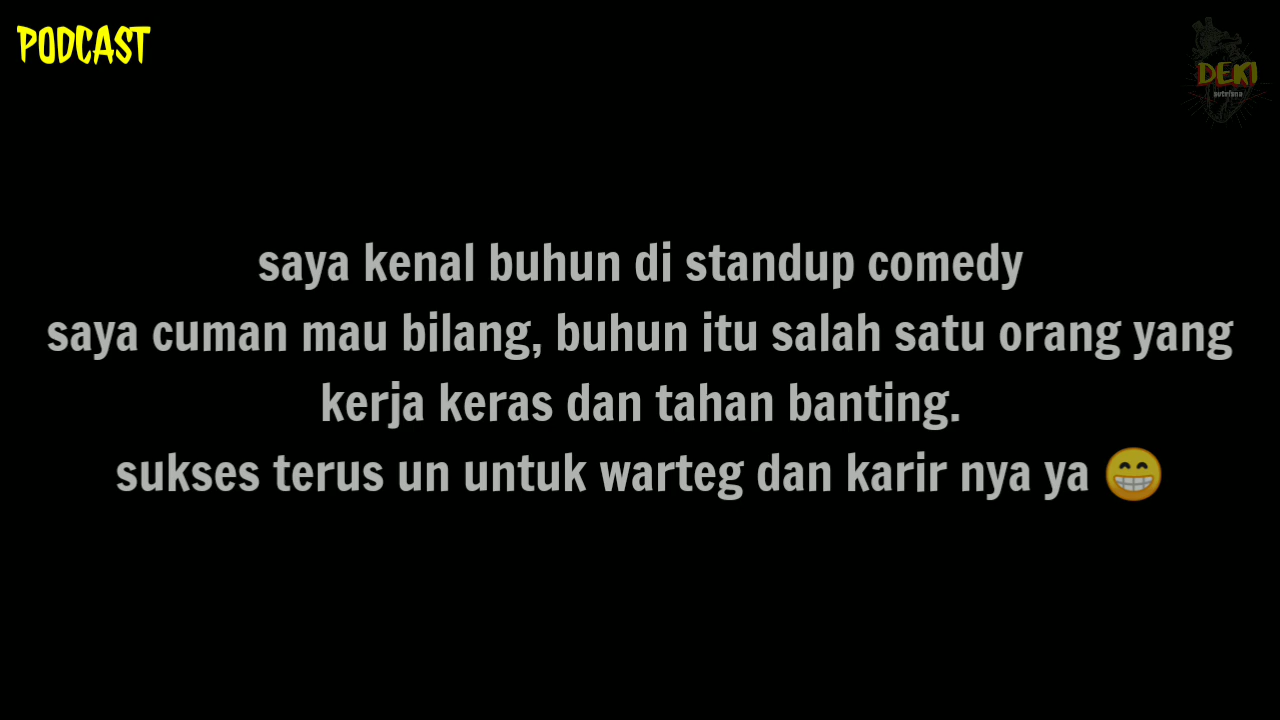 PODCAST
DEKI
saya kenal buhun di standup comedy
saya cuman mau bilang, buhun itu salah satu orang yang
kerja keras dan tahan banting.
sukses terus un untuk warteg dan karir nya ya 😁